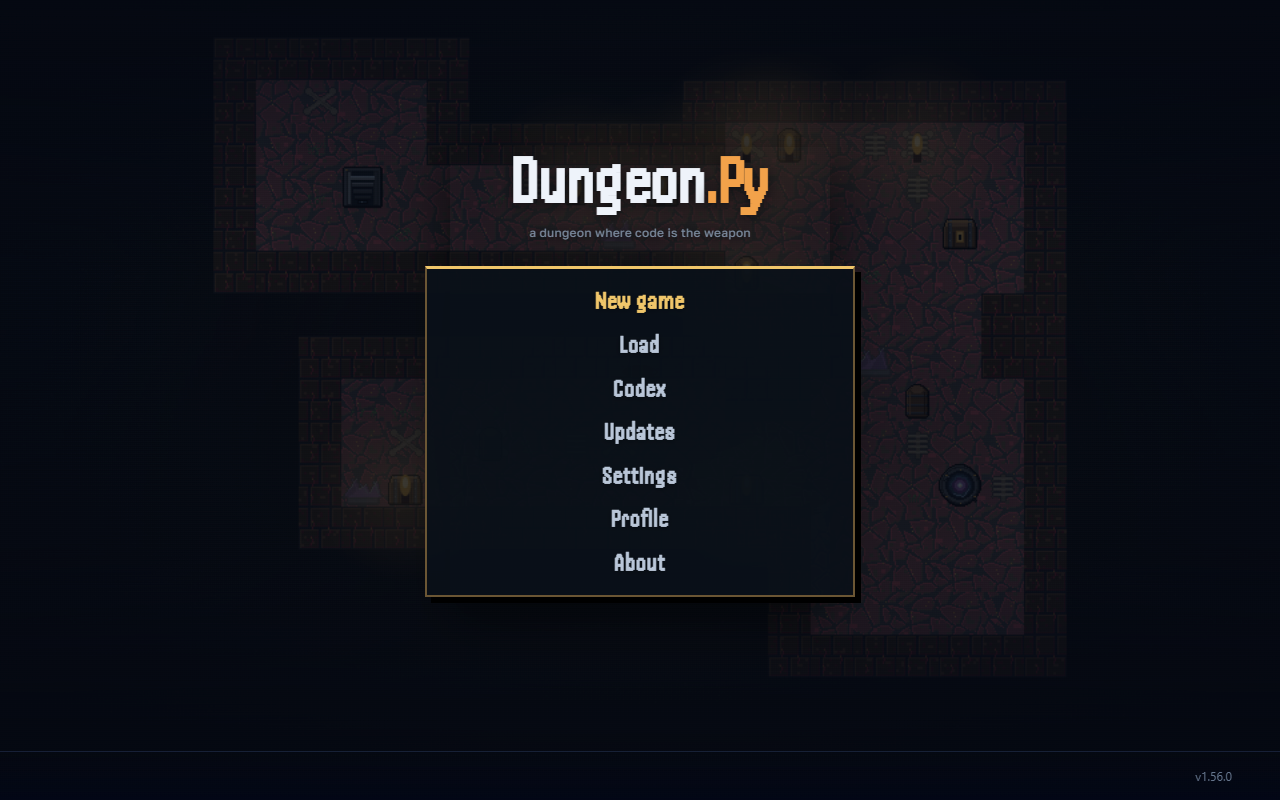 Dungeon.Py
a dungeon where code is the weapon
New game
Load
Codex
Updates
Settings
Profile
About
v1.56.0